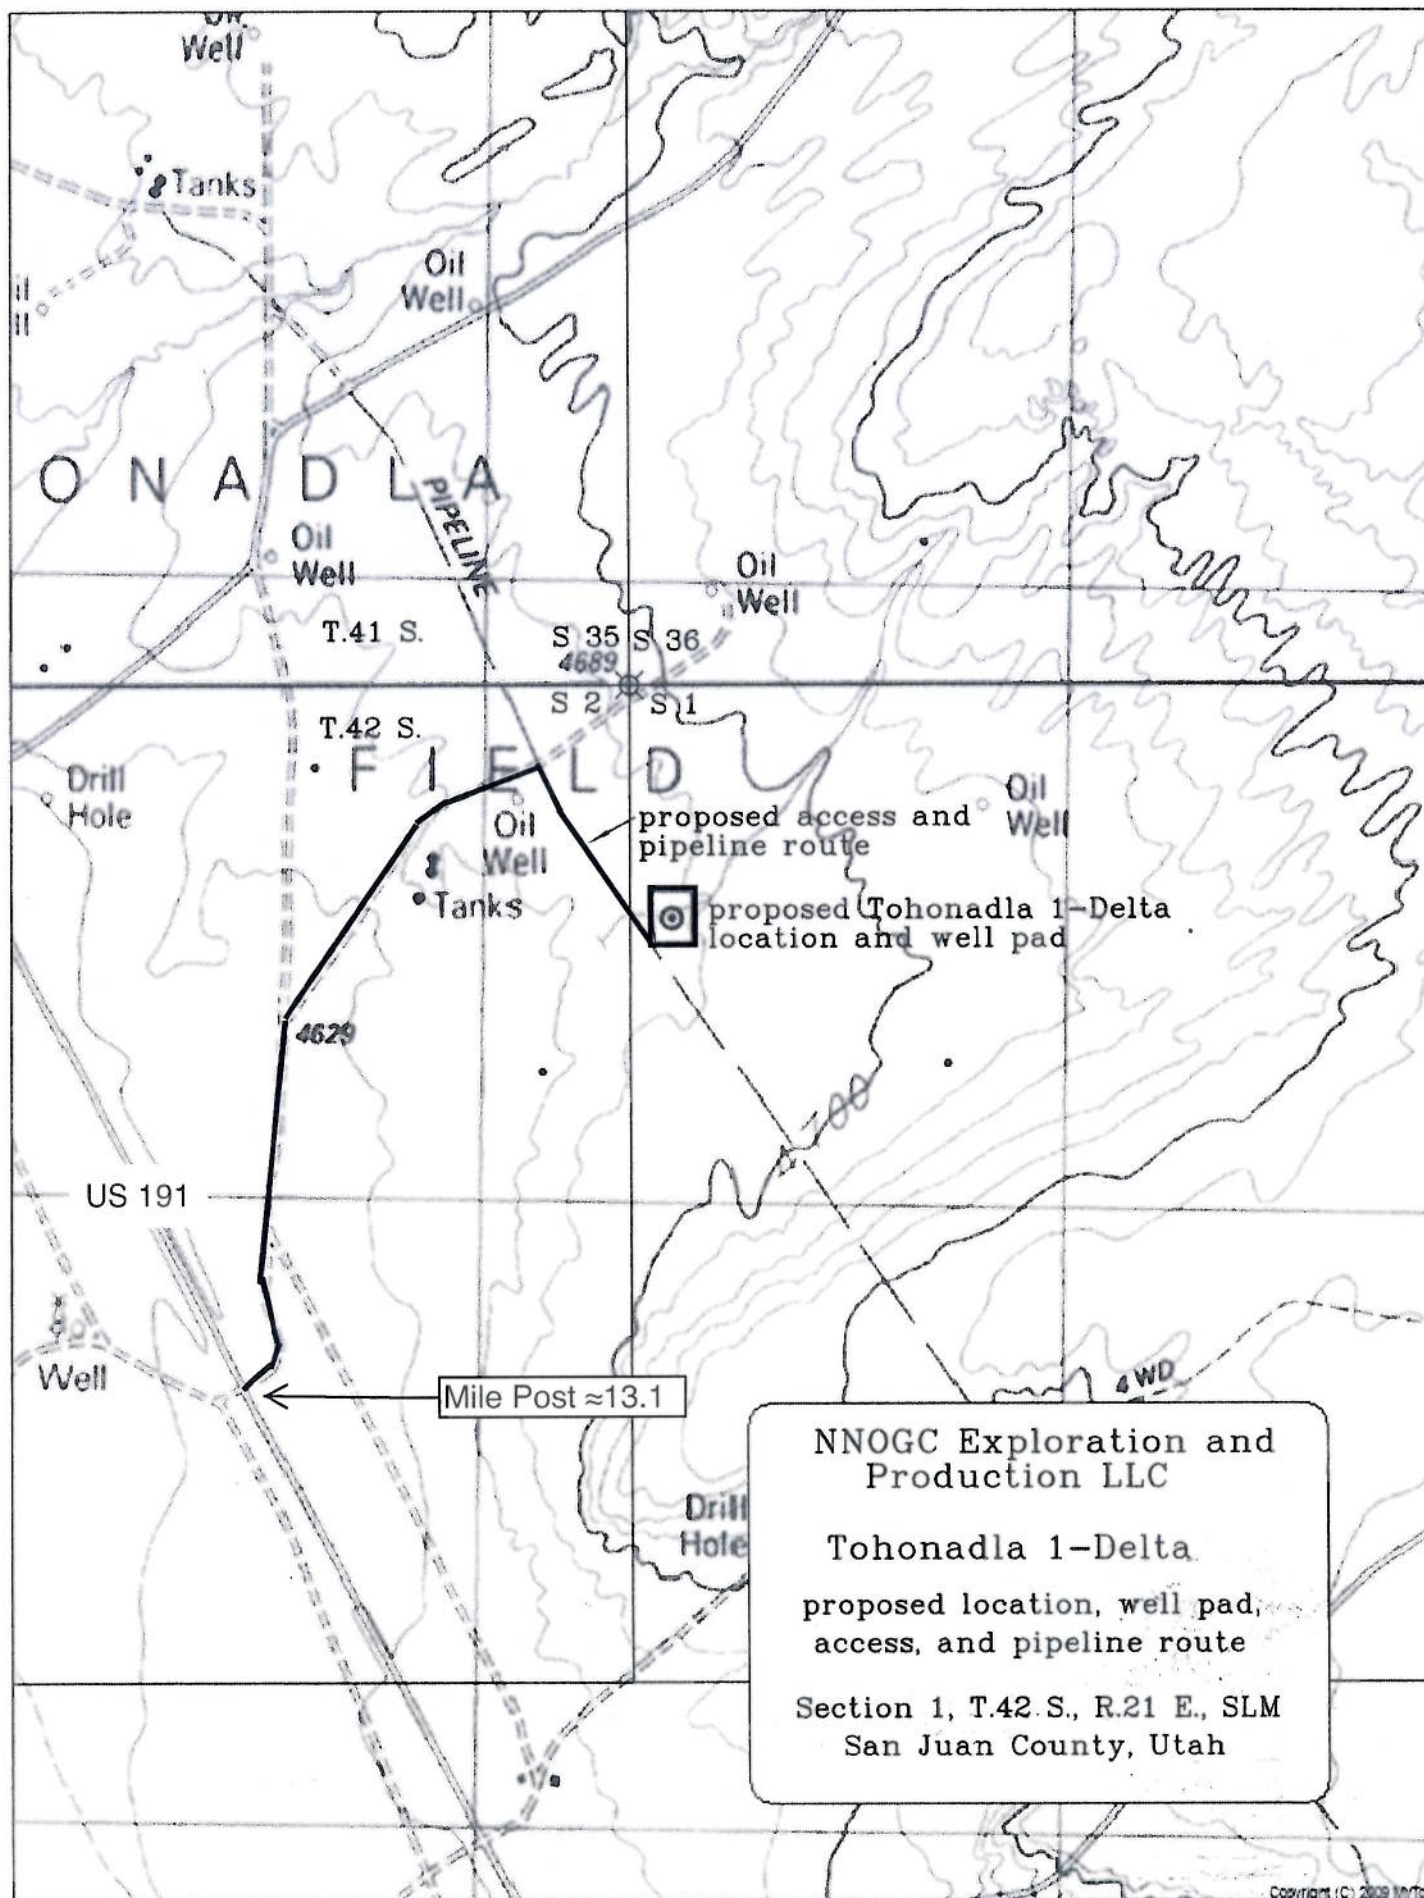 Well
Tanks
Oil
Well
O N A D L A
PIPELINE
Oil
Well
Oil
Well
T.41 S.
S 35 S 36
4689
S 2 S 1
T.42 S.
F I E L D
Drill
Hole
Oil
Well
Oil
Well
proposed access and
pipeline route
Tanks
proposed Tohonadla 1-Delta
location and well pad
4629
4700
US 191
Well
Mile Post ≈13.1
4WD
Drill
Hole
NNOGC Exploration and
Production LLC
Tohonadla 1-Delta
proposed location, well pad,
access, and pipeline route
Section 1, T.42 S., R.21 E., SLM
San Juan County, Utah
Copyright (C) 2009